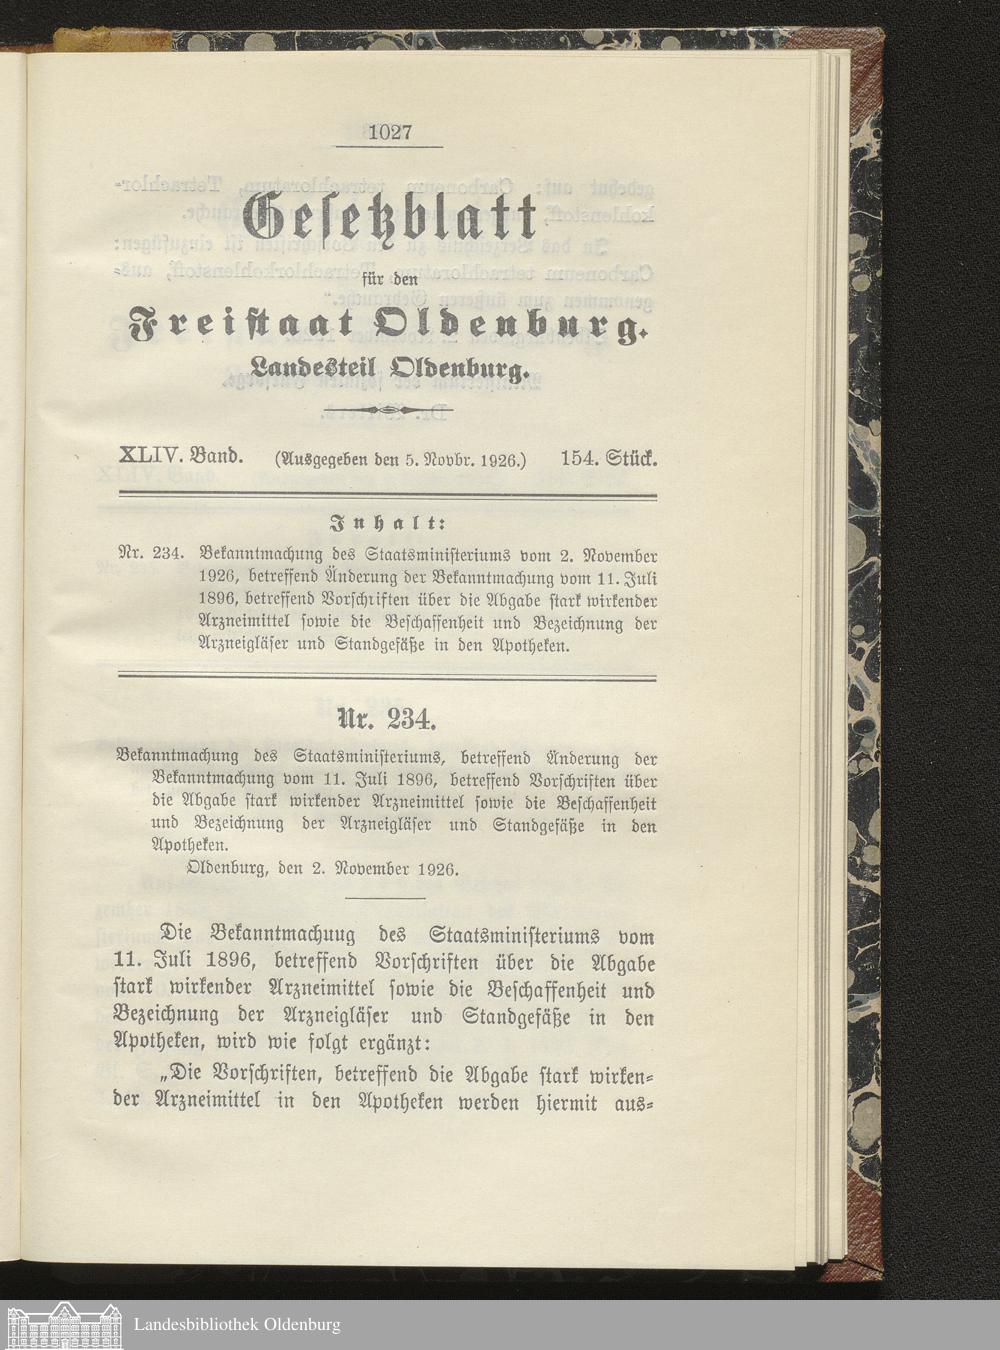 1027
Gesetzblatt
für den
Freistaat Oldenburg.
Landesteil Oldenburg.
XLIV. Band. (Ausgegeben den 5. Novbr. 1926.) 154. Stück.
Inhalt:
Nr. 234. Bekanntmachung des Staatsministeriums vom 2. November
1926, betreffend Änderung der Bekanntmachung vom 11. Juli
1896, betreffend Vorschriften über die Abgabe stark wirkender
Arzneimittel sowie die Beschaffenheit und Bezeichnung der
Arzneigläser und Standgefäße in den Apotheken.
Nr. 234.
Bekanntmachung des Staatsministeriums, betreffend Änderung der
Bekanntmachung vom 11. Juli 1896, betreffend Vorschriften über
die Abgabe stark wirkender Arzneimittel sowie die Beschaffenheit
und Bezeichnung der Arzneigläser und Standgefäße in den
Apotheken.
Oldenburg, den 2. November 1926.
Die Bekanntmachuug des Staatsministeriums vom
11. Juli 1896, betreffend Vorschriften über die Abgabe
stark wirkender Arzneimittel sowie die Beschaffenheit und
Bezeichnung der Arzneigläser und Standgefäße in den
Apotheken, wird wie folgt ergänzt:
„Die Vorschriften, betreffend die Abgabe stark wirken-
der Arzneimittel in den Apotheken werden hiermit aus-
Landesbibliothek Oldenburg